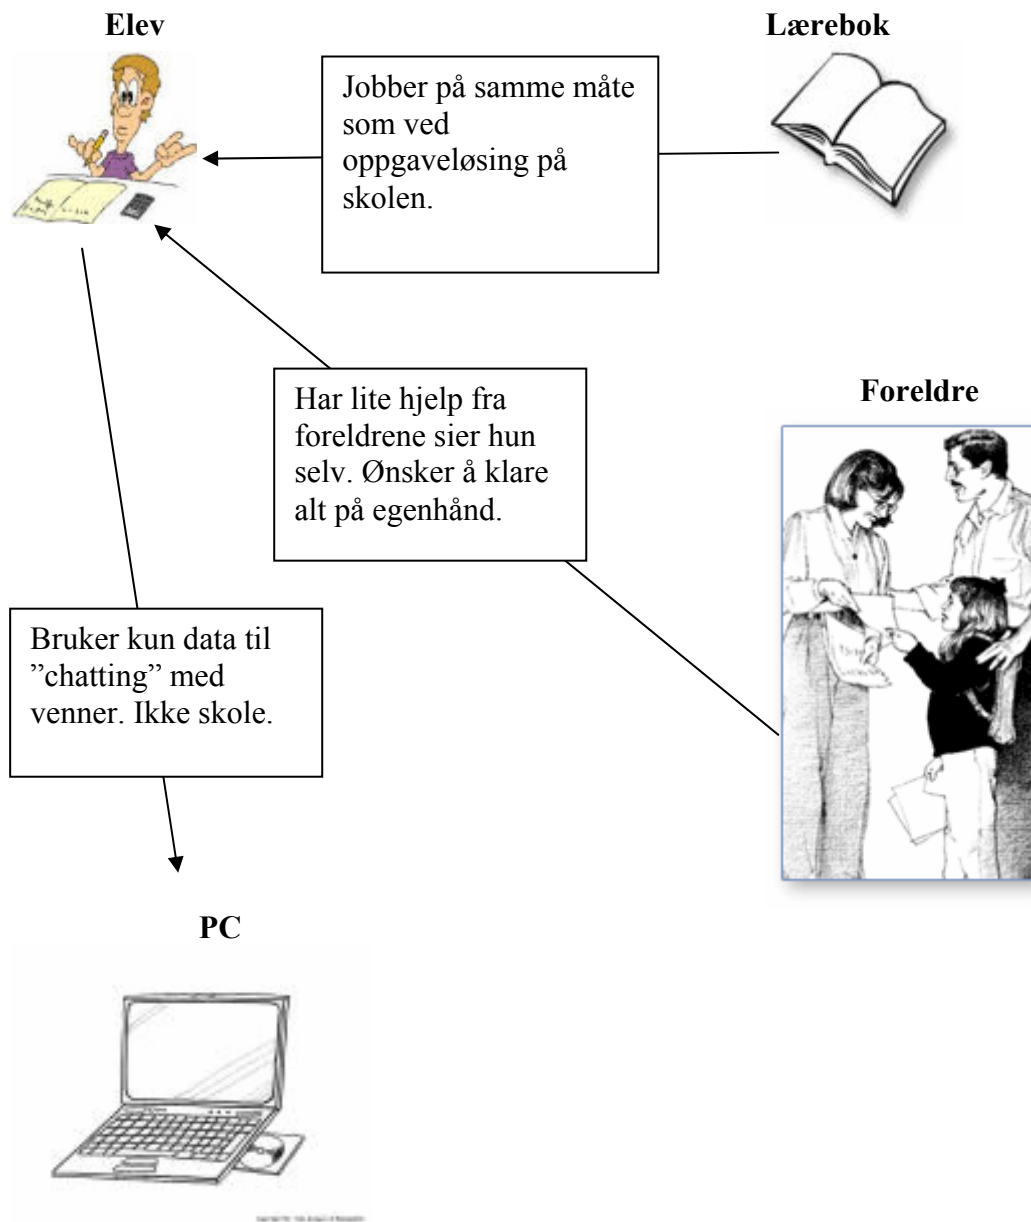 Elev
Lærebok
Jobber på samme måte
som ved
oppgaveløsing på
skolen.
Har lite hjelp fra
foreldrene sier hun
selv. Ønsker å klare
alt på egenhånd.
Foreldre
Bruker kun data til
”chatting” med
venner. Ikke skole.
PC